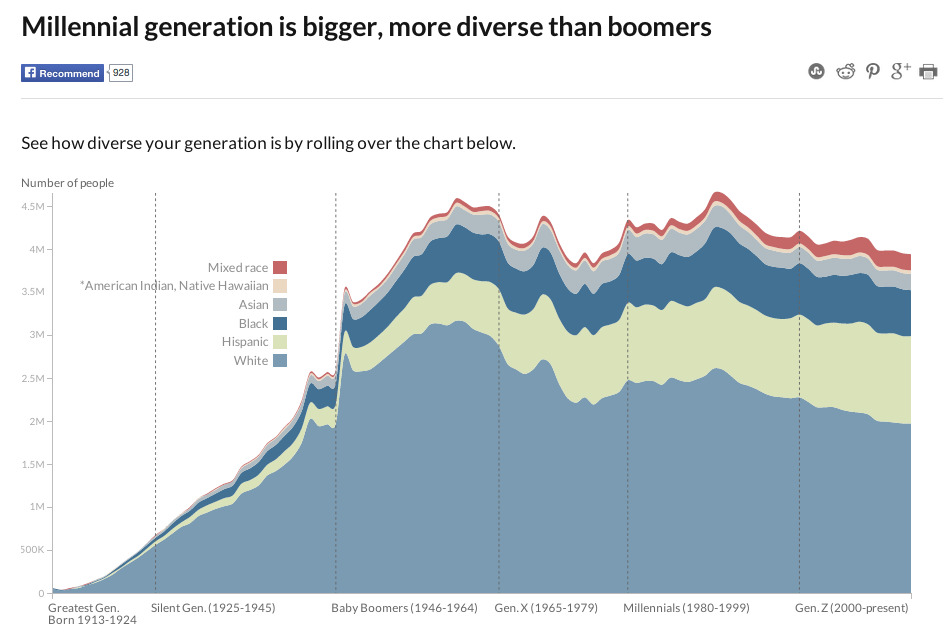 Millennial generation is bigger, more diverse than boomers
Recommend 928
See how diverse your generation is by rolling over the chart below.
Number of people
4.5M
4M
3.5M
3M
2.5M
2M
1.5M
1M
500K
0
Mixed race
*American Indian, Native Hawaiian
Asian
Black
Hispanic
White
Greatest Gen.
Born 1913-1924
Silent Gen. (1925-1945)
Baby Boomers (1946-1964)
Gen. X (1965-1979)
Millennials (1980-1999)
Gen. Z (2000-present)